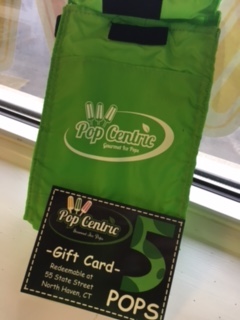 Pop Centric
Gourmet Ice Pops
Pop Centric
Gourmet Ice Pops
-Gift Card-
Redeemable at
55 State Street
North Haven, CT
5
POPS